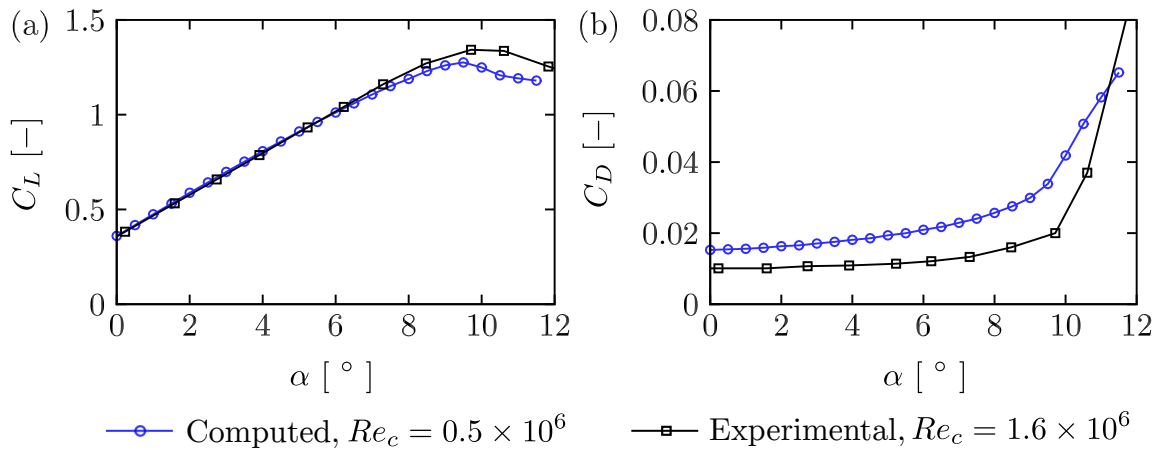 (a)
1.5
1
0.5
0
C_L [−]
0 2 4 6 8 10 12
α [ ° ]
(b)
0.08
0.06
0.04
0.02
0
C_D [−]
0 2 4 6 8 10 12
α [ ° ]
Computed, Re_c = 0.5 × 10^6
Experimental, Re_c = 1.6 × 10^6